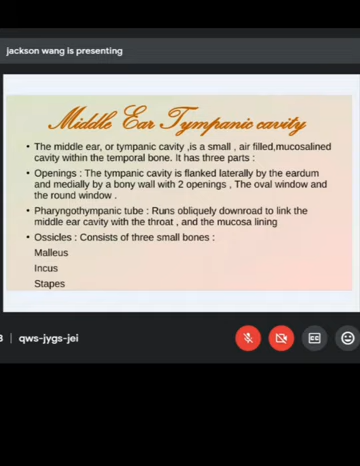 jackson wang is presenting
Middle Ear Tympanic cavity
• The middle ear, or tympanic cavity ,is a small , air filled,mucosalined
cavity within the temporal bone. It has three parts :
• Openings : The tympanic cavity is flanked laterally by the eardum
and medially by a bony wall with 2 openings , The oval window and
the round window .
• Pharyngothympanic tube : Runs obliquely downroad to link the
middle ear cavity with the throat , and the mucosa lining
• Ossicles : Consists of three small bones :
Malleus
Incus
Stapes
| qws-jygs-jei
CC